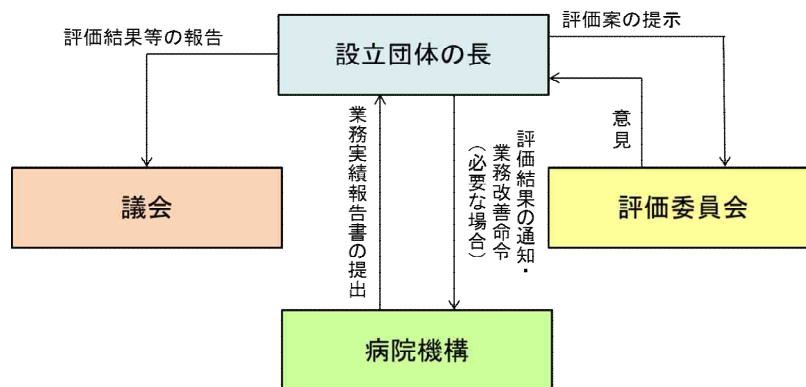 評価結果等の報告
設立団体の長
評価案の提示
業務実績報告書の提出
評価結果の通知・
業務改善命令
（必要な場合）
意見
議会
評価委員会
病院機構